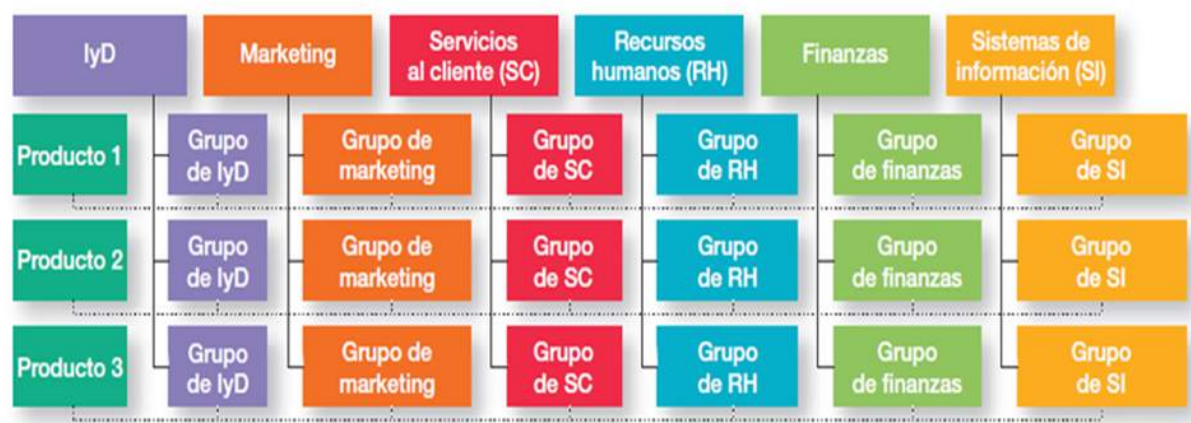 IyD
Marketing
Servicios
al cliente (SC)
Recursos
humanos (RH)
Finanzas
Sistemas de
información (SI)
Producto 1
Grupo
de IyD
Grupo de
marketing
Grupo
de SC
Grupo
de RH
Grupo
de finanzas
Grupo
de SI
Producto 2
Grupo
de IyD
Grupo de
marketing
Grupo
de SC
Grupo
de RH
Grupo
de finanzas
Grupo
de SI
Producto 3
Grupo
de IyD
Grupo de
marketing
Grupo
de SC
Grupo
de RH
Grupo
de finanzas
Grupo
de SI